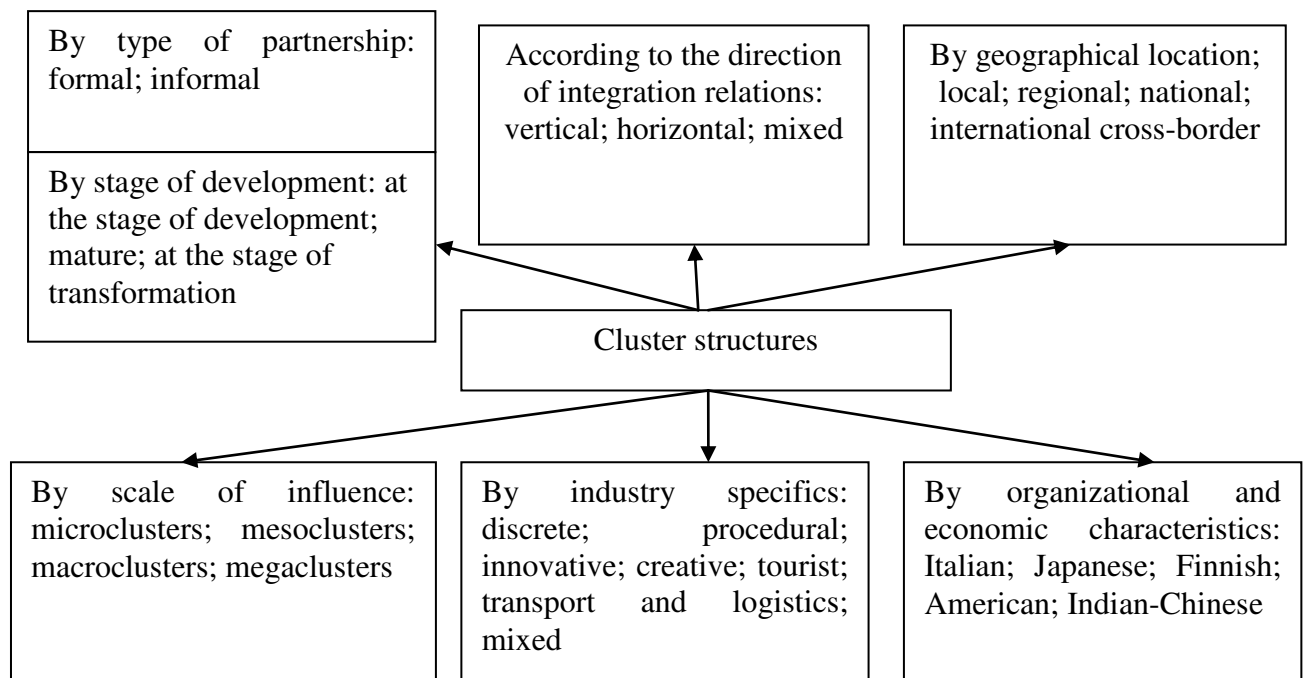 By type of partnership:
formal; informal
By stage of development: at
the stage of development;
mature; at the stage of
transformation
According to the direction
of integration relations:
vertical; horizontal; mixed
By geographical location;
local; regional; national;
international cross-border
Cluster structures
By scale of influence:
microclusters; mesoclusters;
macroclusters; megaclusters
By industry specifics:
discrete; procedural;
innovative; creative; tourist;
transport and logistics;
mixed
By organizational and
economic characteristics:
Italian; Japanese; Finnish;
American; Indian-Chinese